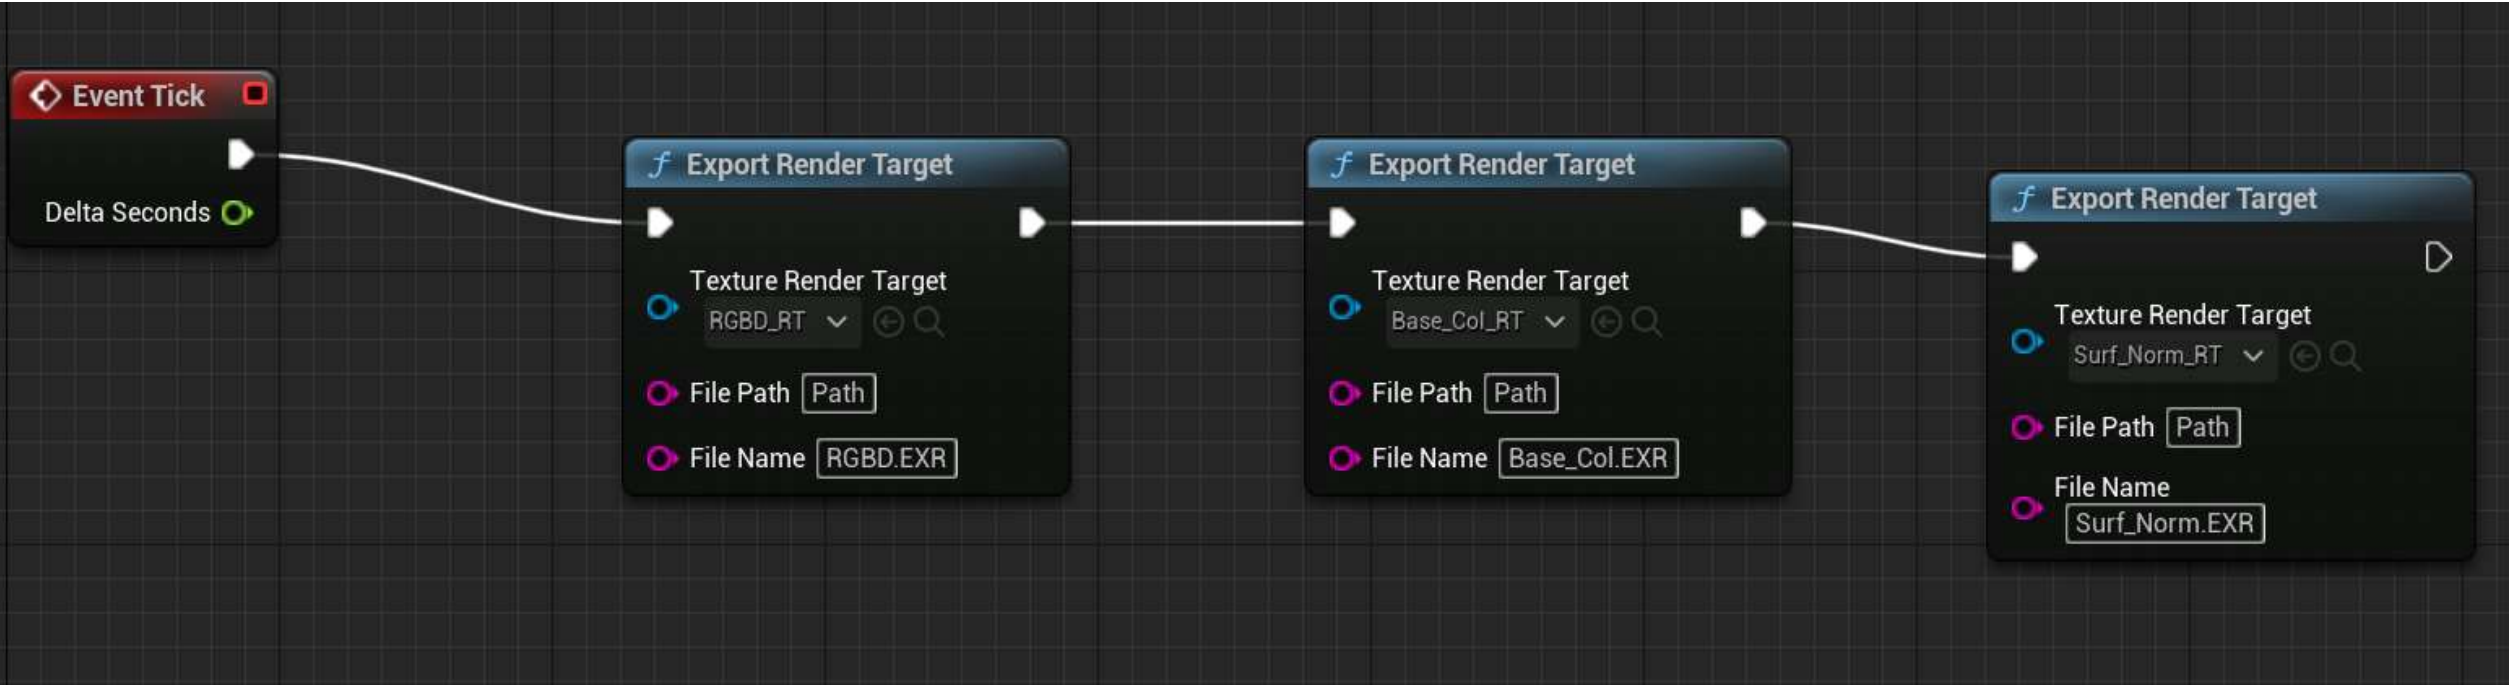 Event Tick
Delta Seconds
Export Render Target
Texture Render Target
RGBD_RT
File Path Path
File Name RGBD.EXR
Export Render Target
Texture Render Target
Base_Col_RT
File Path Path
File Name Base_Col.EXR
Export Render Target
Texture Render Target
Surf_Norm_RT
File Path Path
File Name
Surf_Norm.EXR